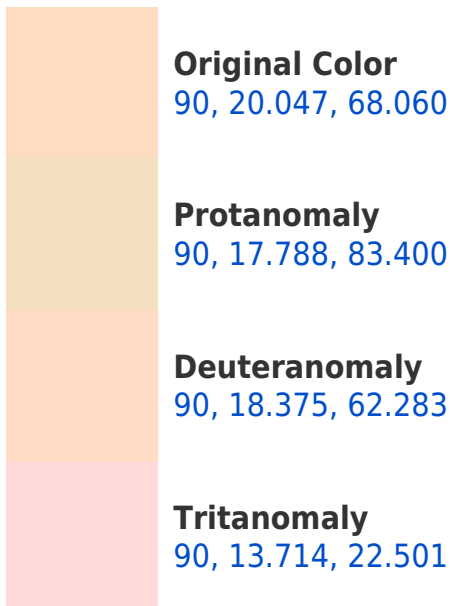 Original Color
90, 20.047, 68.060
Protanomaly
90, 17.788, 83.400
Deuteranomaly
90, 18.375, 62.283
Tritanomaly
90, 13.714, 22.501